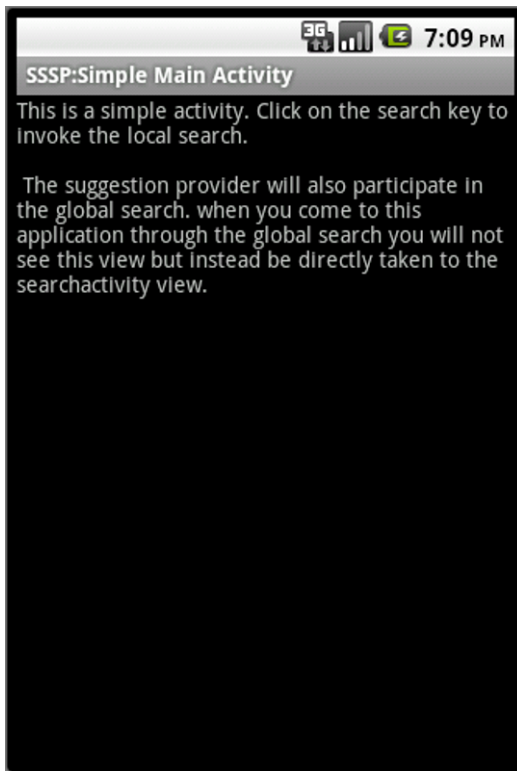 3G 7:09 PM
SSSP:Simple Main Activity
This is a simple activity. Click on the search key to
invoke the local search.
The suggestion provider will also participate in
the global search. when you come to this
application through the global search you will not
see this view but instead be directly taken to the
searchactivity view.